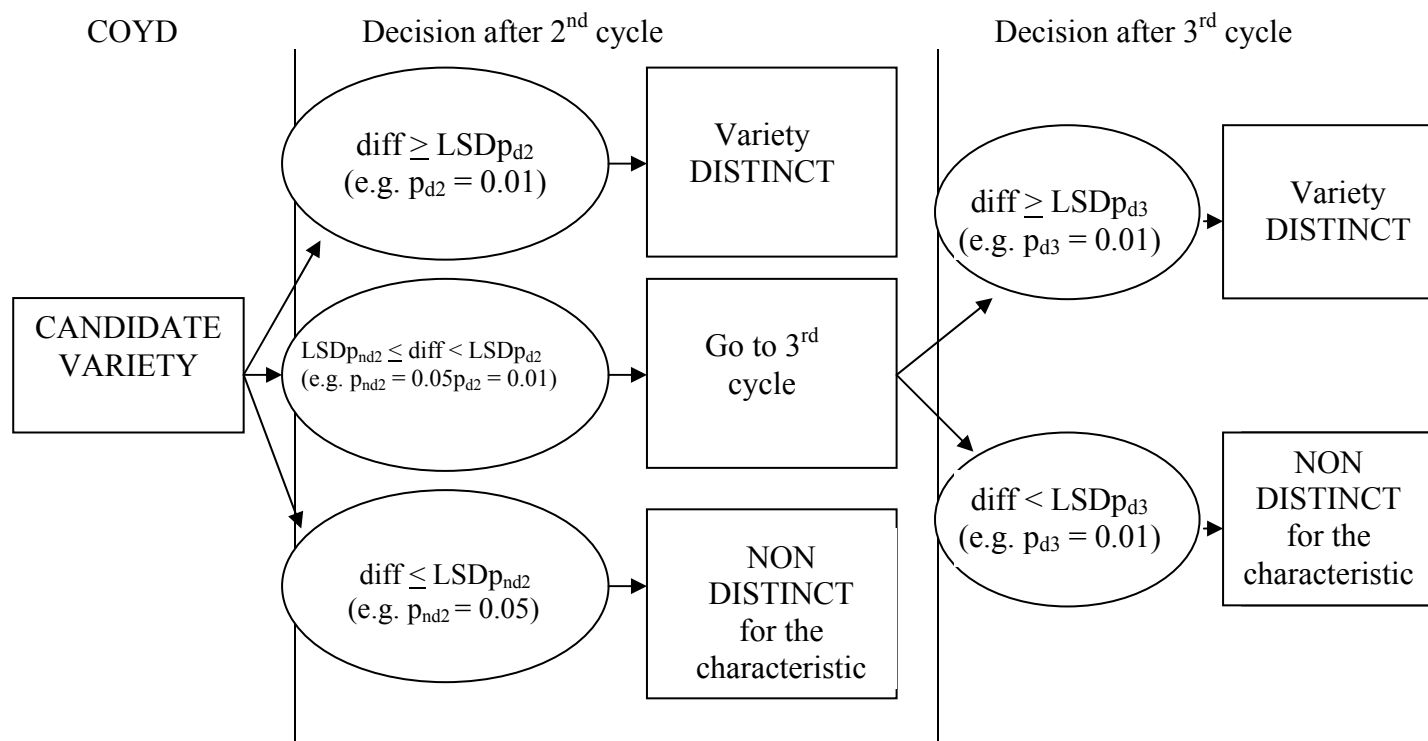 COYD
Decision after 2nd cycle
Decision after 3rd cycle
CANDIDATE
VARIETY
diff ≥ LSDpd2
(e.g. pd2 = 0.01)
Variety
DISTINCT
LSDpnd2 ≤ diff < LSDpd2
(e.g. pnd2 = 0.05pd2 = 0.01)
Go to 3rd
cycle
diff ≤ LSDpnd2
(e.g. pnd2 = 0.05)
NON
DISTINCT
for the
characteristic
diff ≥ LSDpd3
(e.g. pd3 = 0.01)
Variety
DISTINCT
diff < LSDpd3
(e.g. pd3 = 0.01)
NON
DISTINCT
for the
characteristic